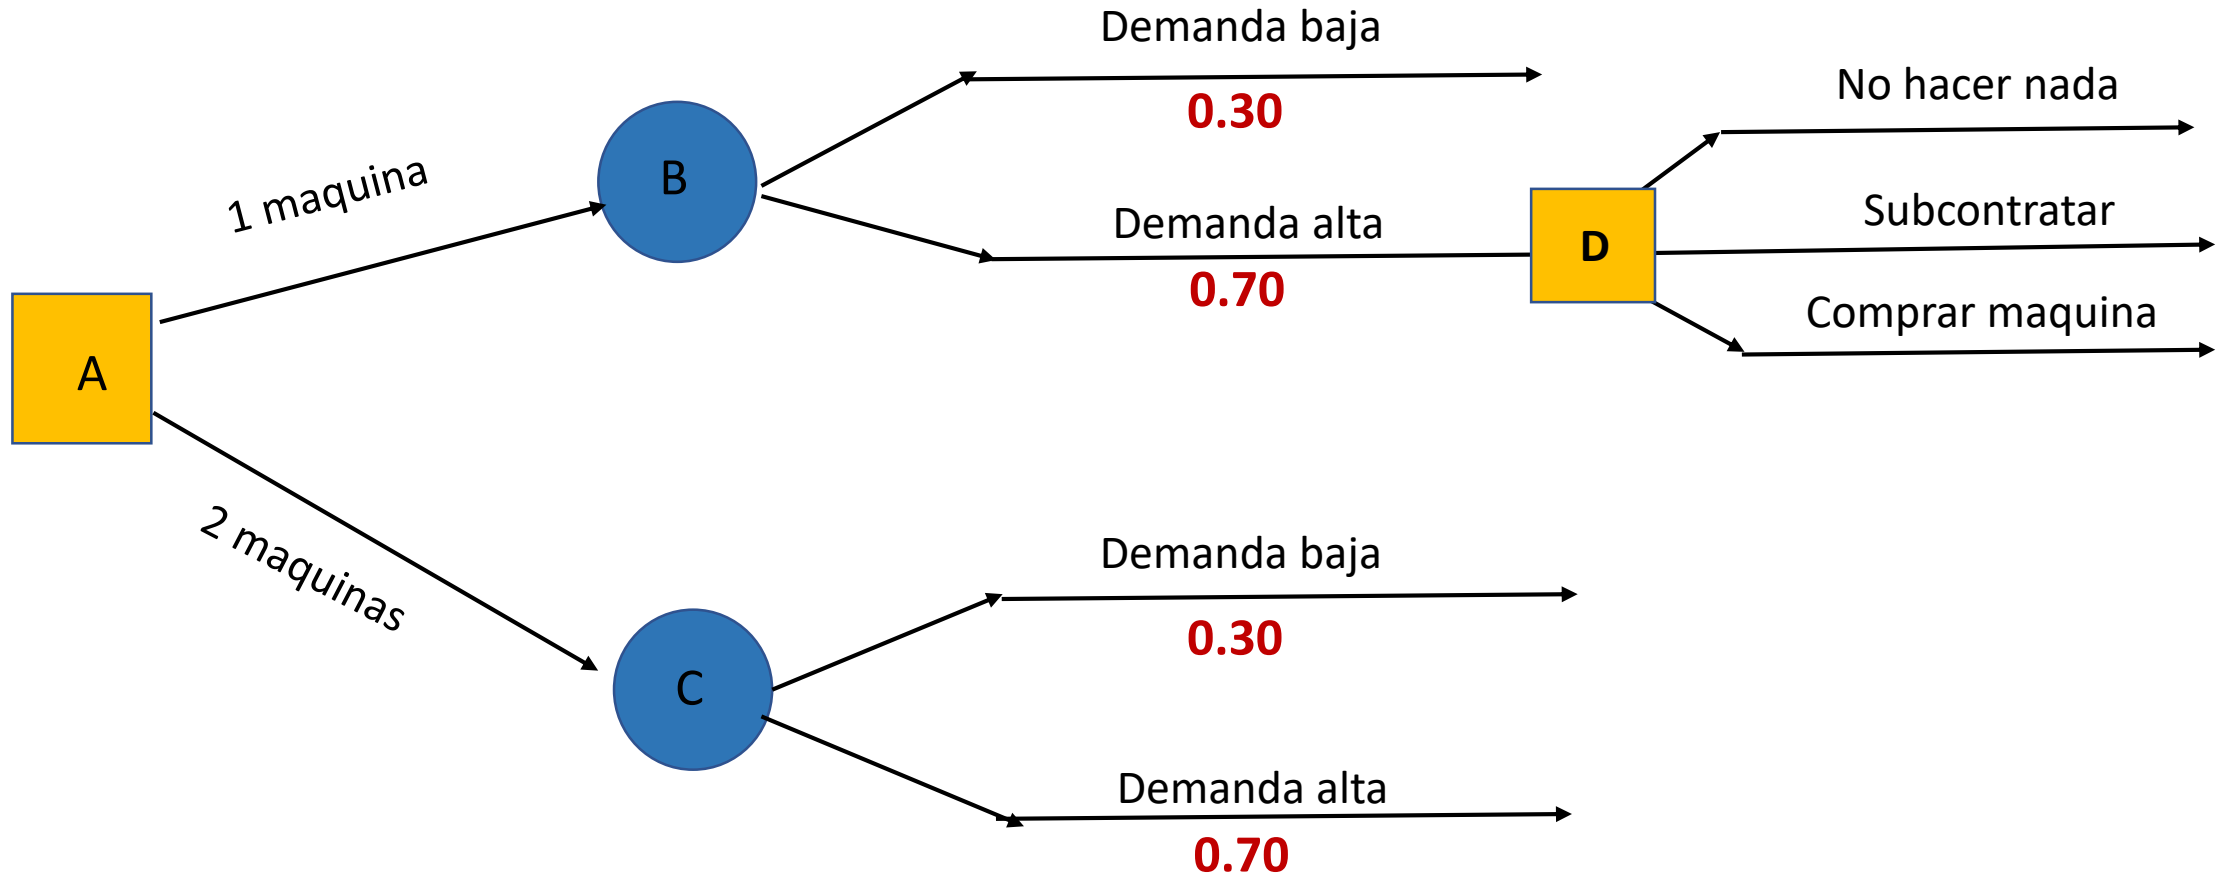 Demanda baja
0.30
No hacer nada
1 maquina
B
Demanda alta
0.70
D
Subcontratar
Comprar maquina
A
2 maquinas
Demanda baja
0.30
C
Demanda alta
0.70